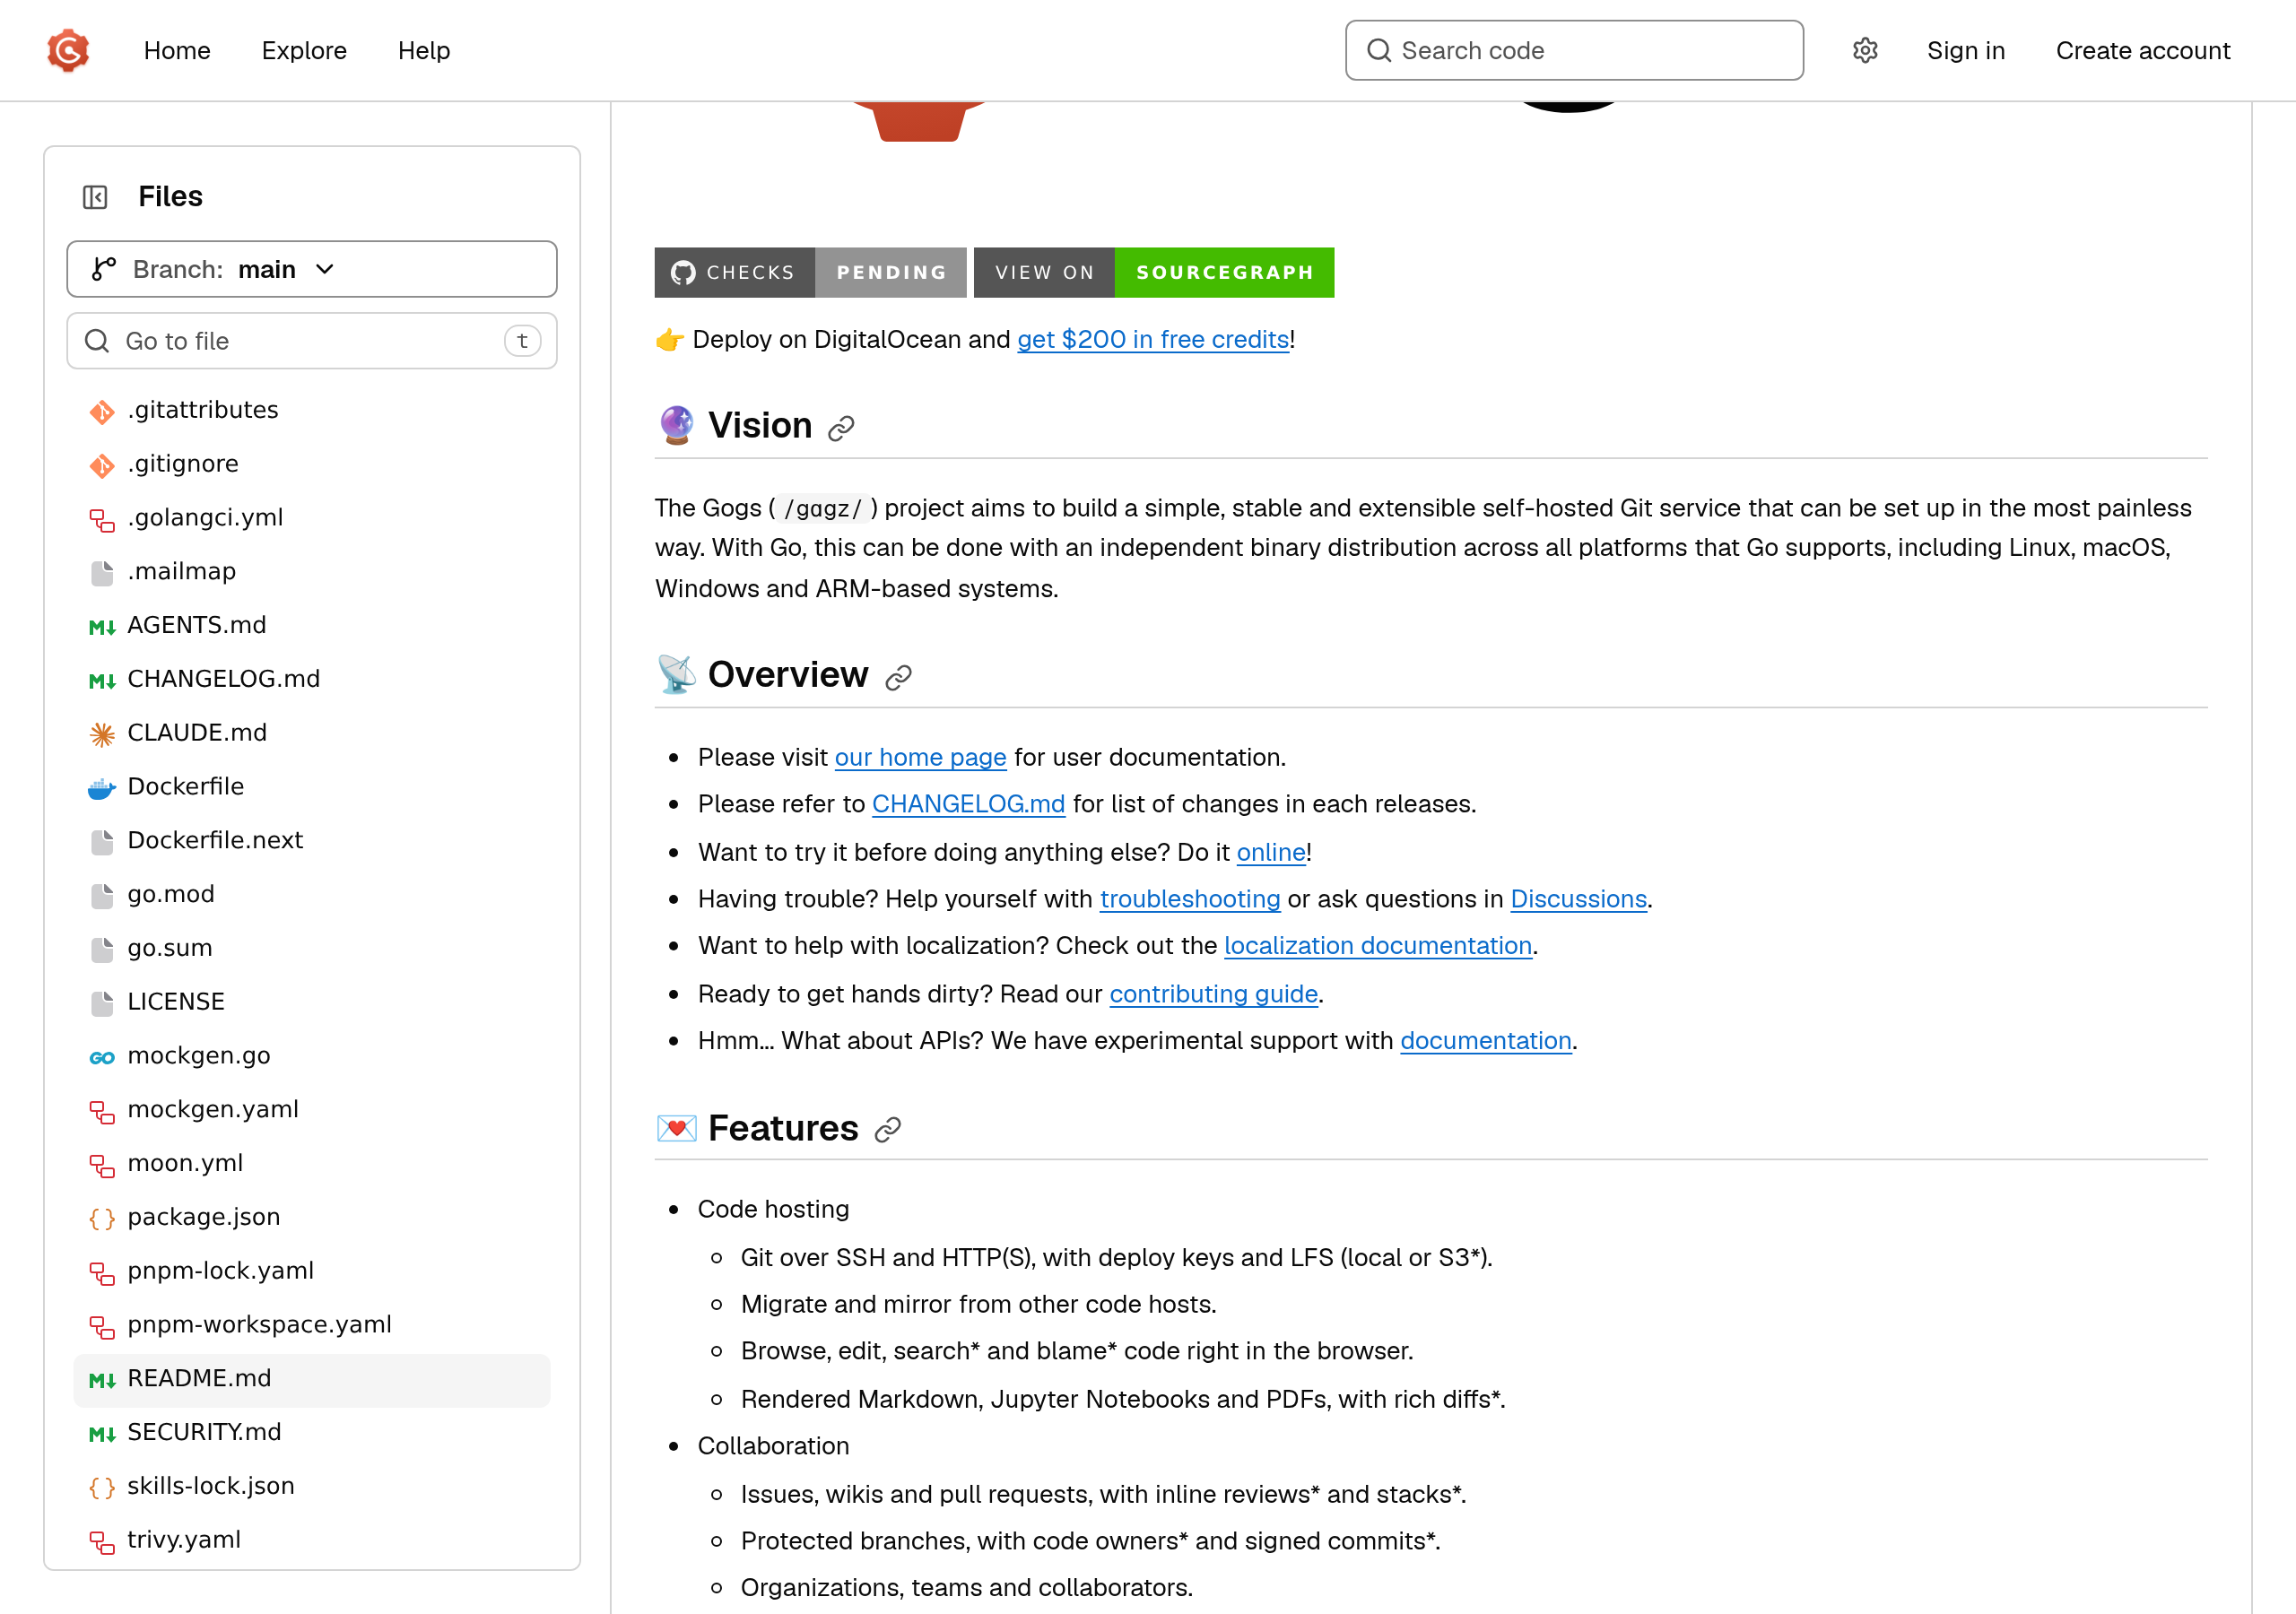 Home Explore Help Search code Sign in Create account
Files
Branch: main
Go to file t
.gitattributes
.gitignore
.golangci.yml
.mailmap
AGENTS.md
CHANGELOG.md
CLAUDE.md
Dockerfile
Dockerfile.next
go.mod
go.sum
LICENSE
mockgen.go
mockgen.yaml
moon.yml
package.json
pnpm-lock.yaml
pnpm-workspace.yaml
README.md
SECURITY.md
skills-lock.json
trivy.yaml
CHECKS PENDING VIEW ON SOURCEGRAPH
👉 Deploy on DigitalOcean and get $200 in free credits!
🔮 Vision
The Gogs ( /gɑgz/ ) project aims to build a simple, stable and extensible self-hosted Git service that can be set up in the most painless
way. With Go, this can be done with an independent binary distribution across all platforms that Go supports, including Linux, macOS,
Windows and ARM-based systems.
📡 Overview
• Please visit our home page for user documentation.
• Please refer to CHANGELOG.md for list of changes in each releases.
• Want to try it before doing anything else? Do it online!
• Having trouble? Help yourself with troubleshooting or ask questions in Discussions.
• Want to help with localization? Check out the localization documentation.
• Ready to get hands dirty? Read our contributing guide.
• Hmm... What about APIs? We have experimental support with documentation.
💌 Features
• Code hosting
◦ Git over SSH and HTTP(S), with deploy keys and LFS (local or S3*).
◦ Migrate and mirror from other code hosts.
◦ Browse, edit, search* and blame* code right in the browser.
◦ Rendered Markdown, Jupyter Notebooks and PDFs, with rich diffs*.
• Collaboration
◦ Issues, wikis and pull requests, with inline reviews* and stacks*.
◦ Protected branches, with code owners* and signed commits*.
◦ Organizations, teams and collaborators.